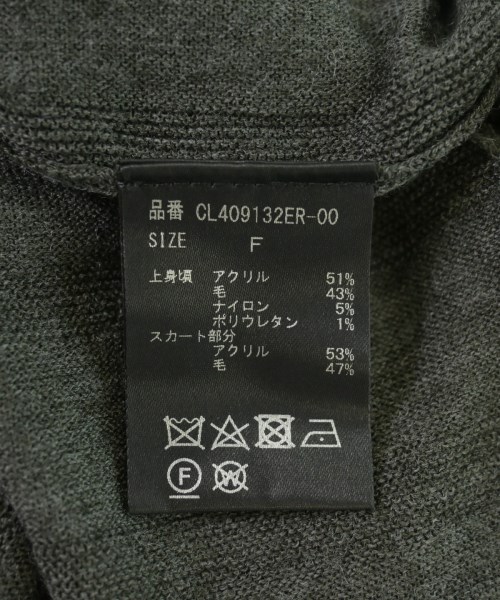 品番 CL409132ER-00
SIZE F
上身頃 アクリル 51%
毛 43%
ナイロン 5%
ポリウレタン 1%
スカート部分
アクリル 53%
毛 47%
F W